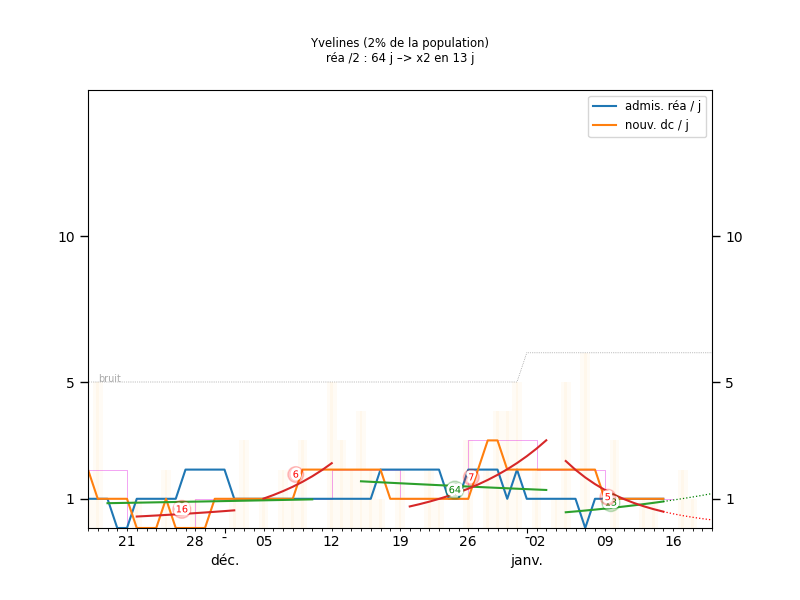 Yvelines (2% de la population)
réa /2 : 64 j –> x2 en 13 j
admis. réa / j
nouv. dc / j
10
10
bruit
5
5
6
7
64
16
5
1
1
21
28
05
12
19
26
02
09
16
déc.
janv.